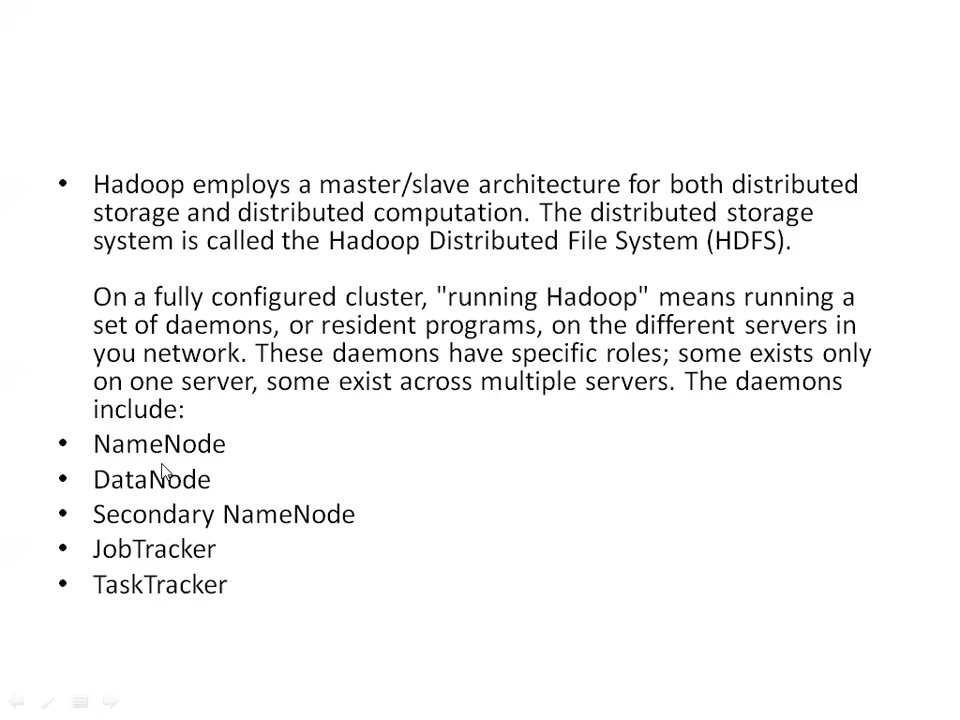 • Hadoop employs a master/slave architecture for both distributed
storage and distributed computation. The distributed storage
system is called the Hadoop Distributed File System (HDFS).
On a fully configured cluster, "running Hadoop" means running a
set of daemons, or resident programs, on the different servers in
you network. These daemons have specific roles; some exists only
on one server, some exist across multiple servers. The daemons
include:
• NameNode
• DataNode
• Secondary NameNode
• JobTracker
• TaskTracker